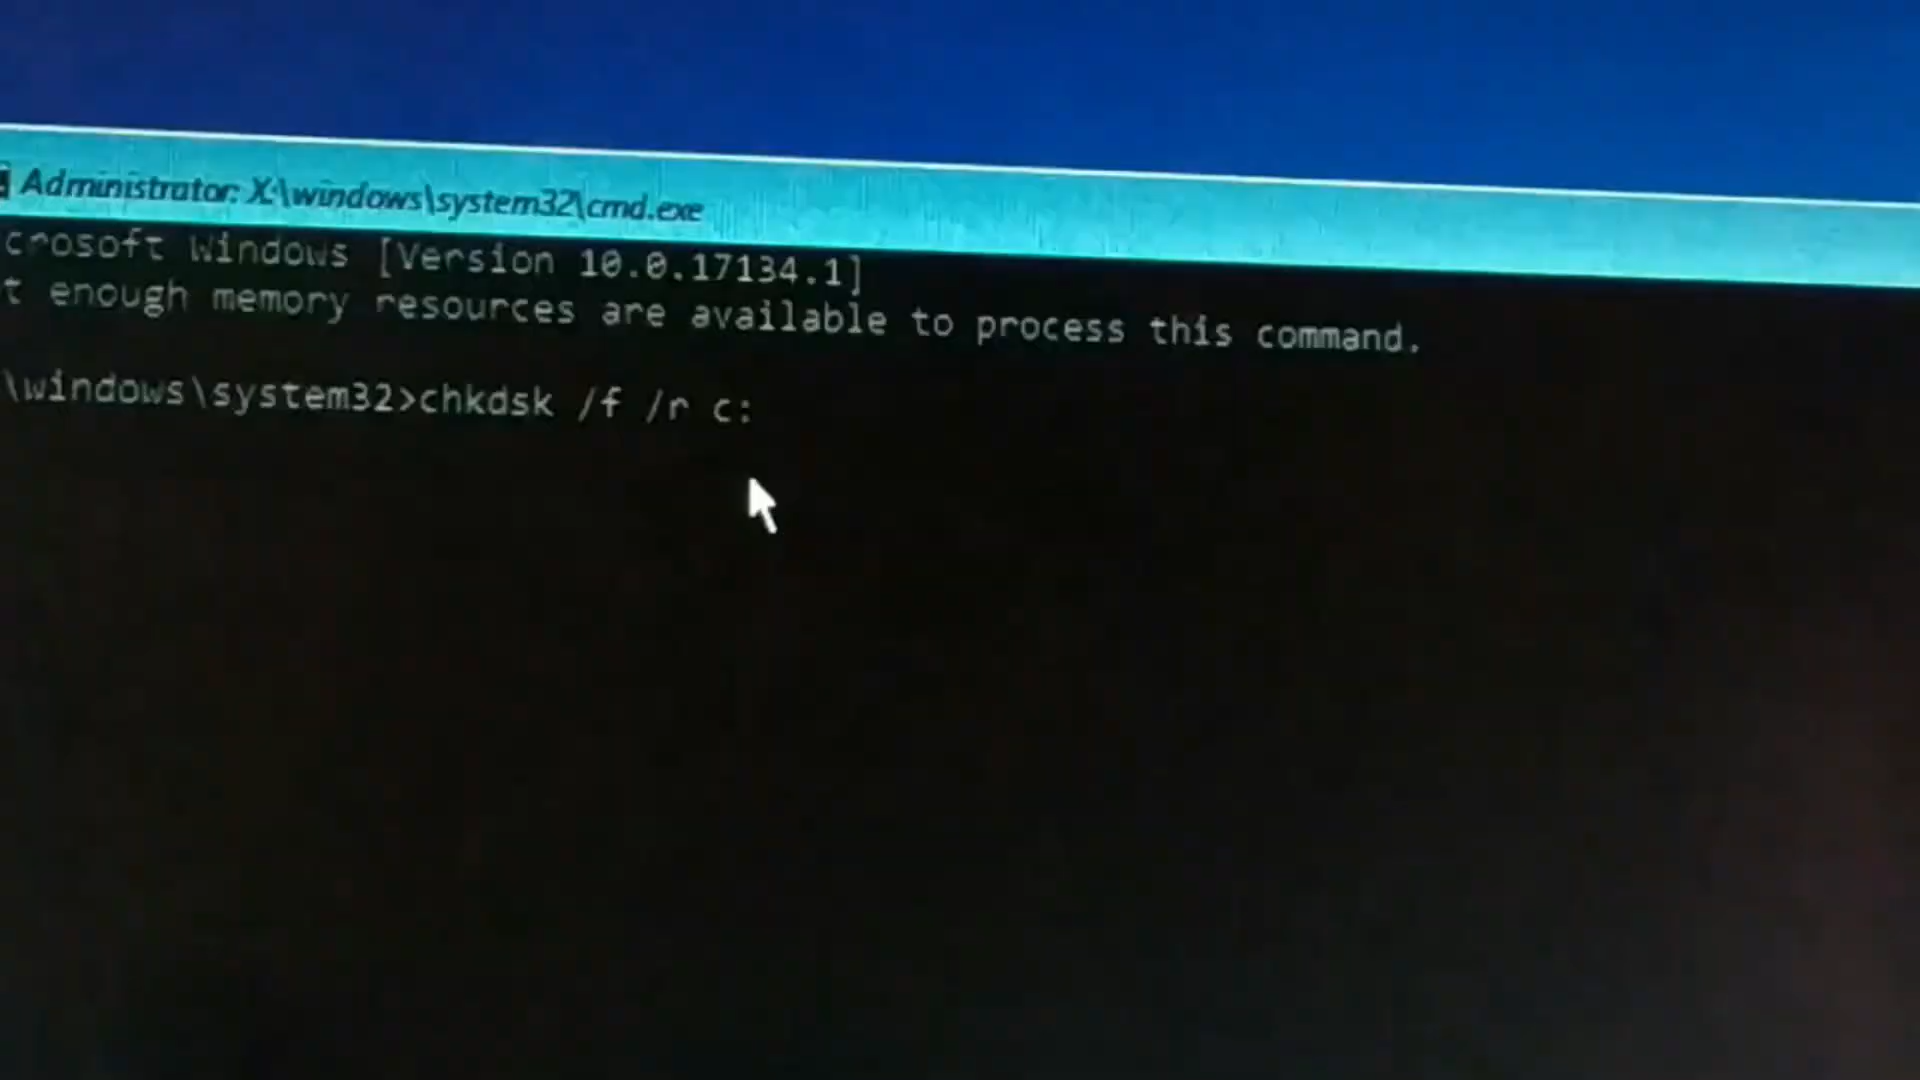 Administrator: X:\windows\system32\cmd.exe
crosoft Windows [Version 10.0.17134.1]
t enough memory resources are available to process this command.
\windows\system32>chkdsk /f /r c: